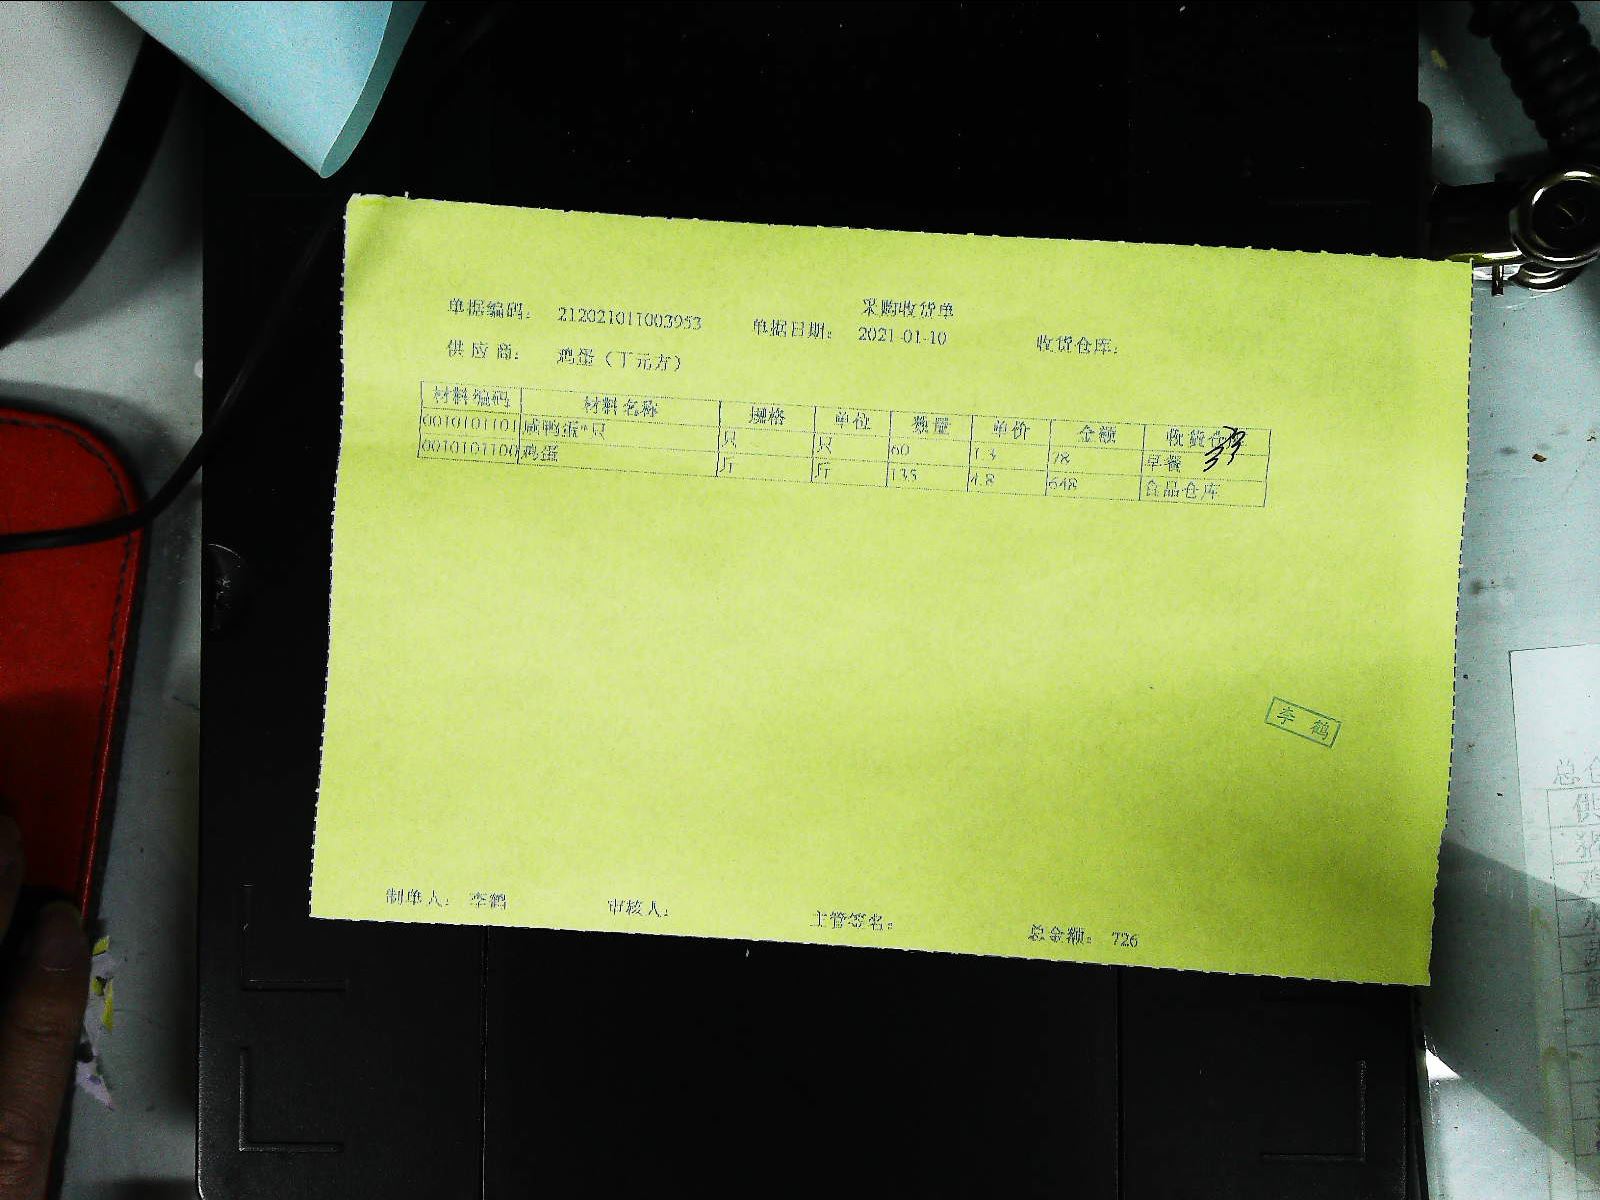 采购收货单
单据编码: 212021011003953 单据日期: 2021-01-10 收货仓库:
供应商: 鸡蛋（丁元方）
材料编码 材料名称 规格 单位 数量 单价 金额 收货仓
0010101101 咸鸭蛋*只 只 只 60 1.3 78 早餐
0010101100 鸡蛋 斤 斤 135 4.8 648 食品仓库
李鹤
制单人: 李鹤 审核人: 主管签名: 总金额: 726
总仓